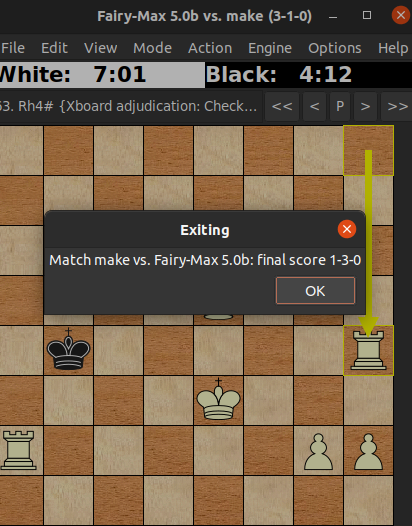 Fairy-Max 5.0b vs. make (3-1-0)
File Edit View Mode Action Engine Options Help
White: 7:01 Black: 4:12
63. Rh4# {Xboard adjudication: Check... << < P > >>
Exiting
Match make vs. Fairy-Max 5.0b: final score 1-3-0
OK